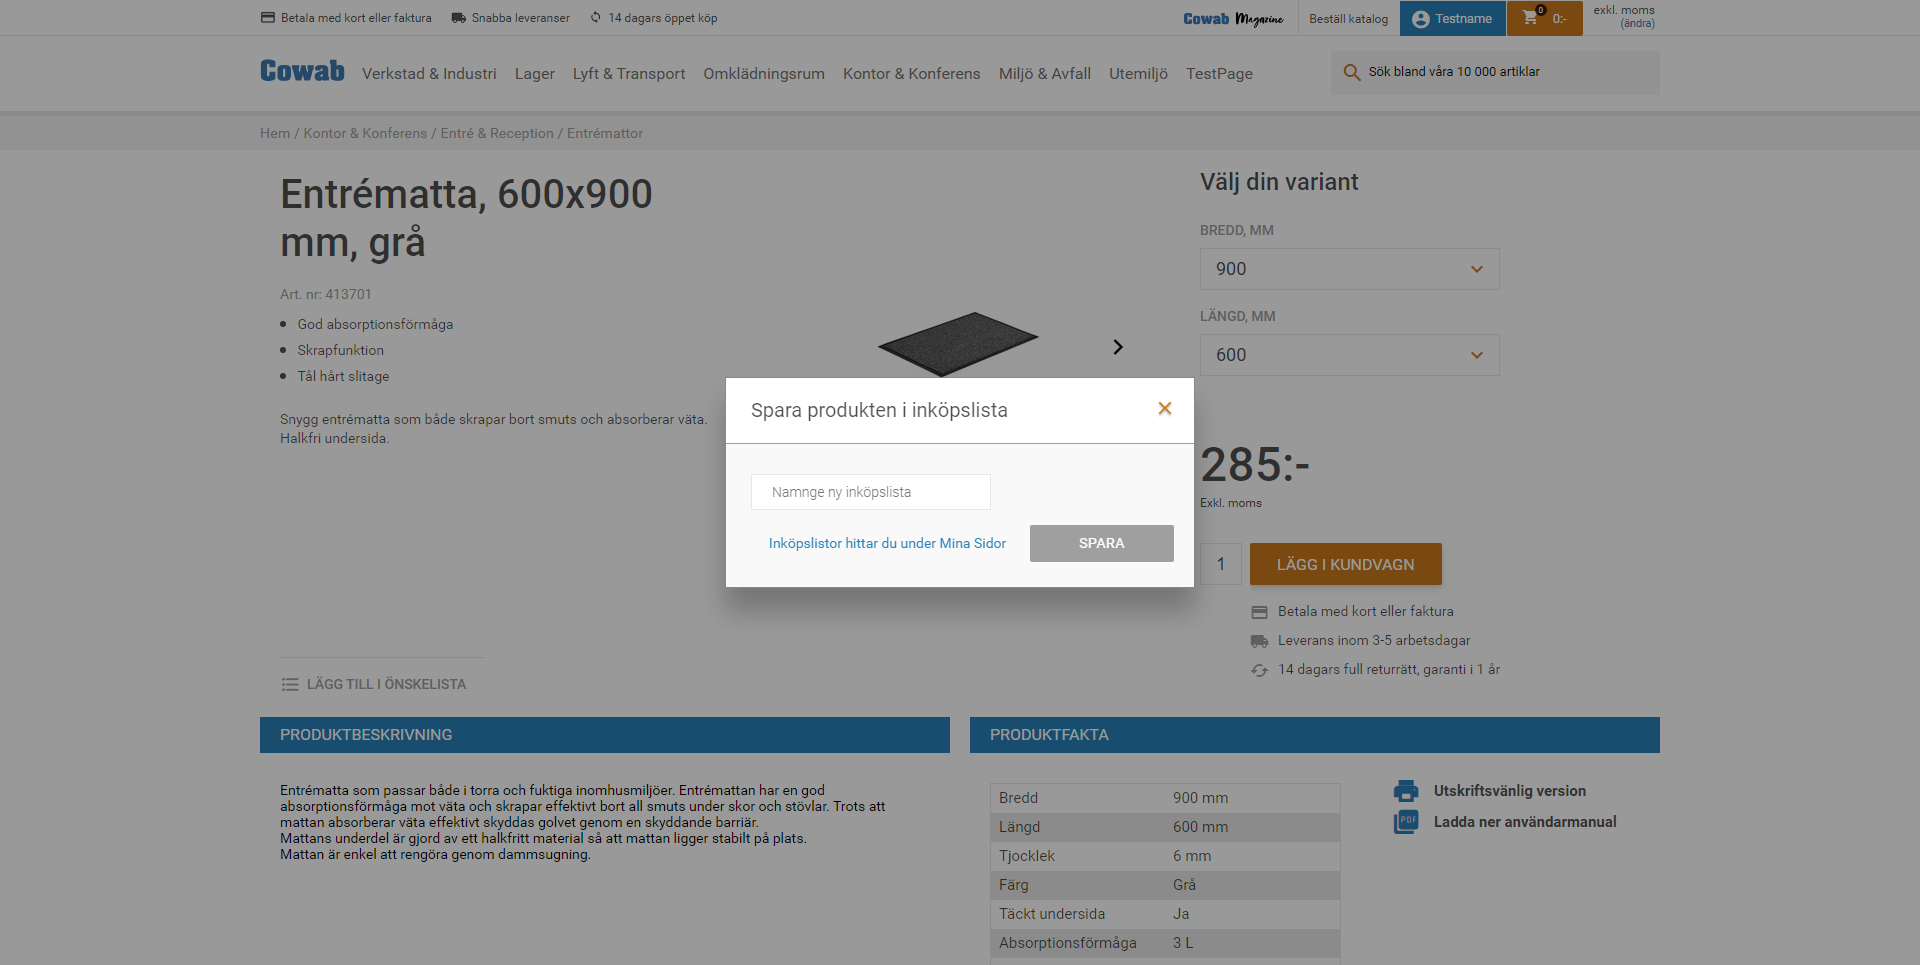 Betala med kort eller faktura
Snabba leveranser
14 dagars öppet köp
Cowab Magazine
Beställ katalog
Testname
0
0:-
exkl. moms
(ändra)
Cowab
Verkstad & Industri
Lager
Lyft & Transport
Omklädningsrum
Kontor & Konferens
Miljö & Avfall
Utemiljö
TestPage
Sök bland våra 10 000 artiklar
Hem / Kontor & Konferens / Entré & Reception / Entrémattor
Entrématta, 600x900
mm, grå
Art. nr: 413701
God absorptionsförmåga
Skrapfunktion
Tål hårt slitage
Snygg entrématta som både skrapar bort smuts och absorberar väta.
Halkfri undersida.
LÄGG TILL I ÖNSKELISTA
Välj din variant
BREDD, MM
900
LÄNGD, MM
600
285:-
Exkl. moms
1
LÄGG I KUNDVAGN
Betala med kort eller faktura
Leverans inom 3-5 arbetsdagar
14 dagars full returrätt, garanti i 1 år
Spara produkten i inköpslista
Namnge ny inköpslista
Inköpslistor hittar du under Mina Sidor
SPARA
PRODUKTBESKRIVNING
Entrématta som passar både i torra och fuktiga inomhusmiljöer. Entrémattan har en god
absorptionsförmåga mot väta och skrapar effektivt bort all smuts under skor och stövlar. Trots att
mattan absorberar väta effektivt skyddas golvet genom en skyddande barriär.
Mattans underdel är gjord av ett halkfritt material så att mattan ligger stabilt på plats.
Mattan är enkel att rengöra genom dammsugning.
PRODUKTFAKTA
Bredd 900 mm
Längd 600 mm
Tjocklek 6 mm
Färg Grå
Täckt undersida Ja
Absorptionsförmåga 3 L
Utskriftsvänlig version
PDF
Ladda ner användarmanual